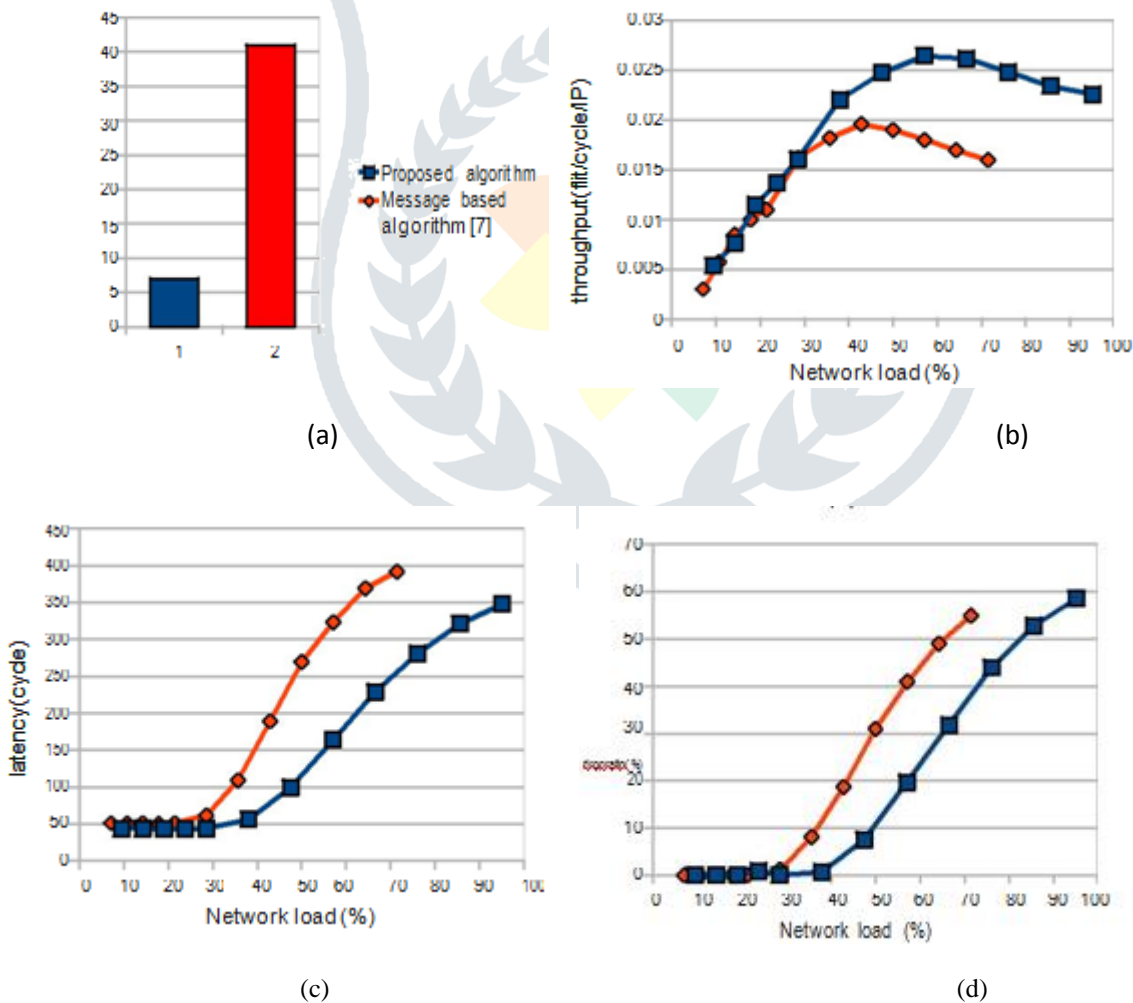 45
40
35
30
25
20
15
10
5
0
1 2
Proposed algorithm
Message based
algorithm [7]
(a)
throughput(flit/cycle/IP)
0.03
0.025
0.02
0.015
0.01
0.005
0
0 10 20 30 40 50 60 70 80 90 100
Network load (%)
(b)
latency(cycle)
450
400
350
300
250
200
150
100
50
0
0 10 20 30 40 50 60 70 80 90 100
Network load (%)
(c)
70
60
50
40
30
20
10
0
0 10 20 30 40 50 60 70 80 90 100
Network load (%)
(d)